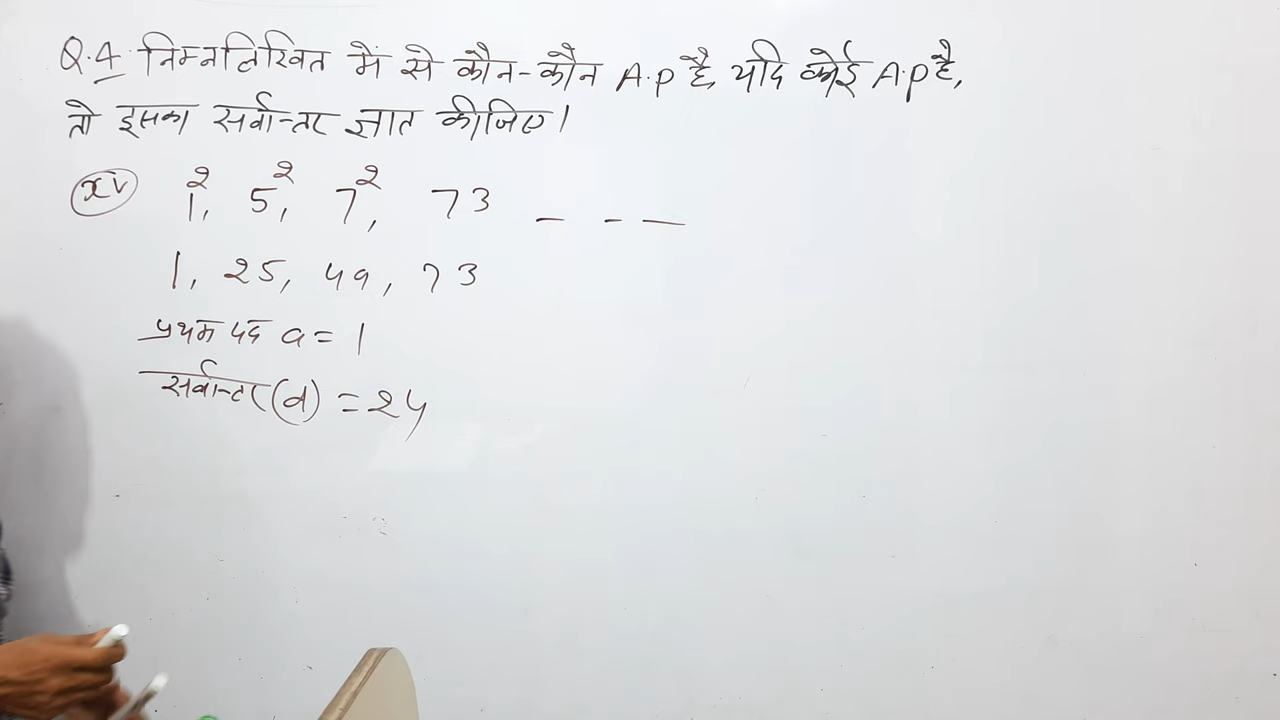 Q.4 निम्नलिखित में से कौन-कौन A.P है, यदि कोई A.P है,
तो इसका सर्वान्तर ज्ञात कीजिए।
(xv) 1², 5², 7², 73 - - -
1, 25, 49, 73
प्रथम पद a = 1
सर्वान्तर (d) = 24